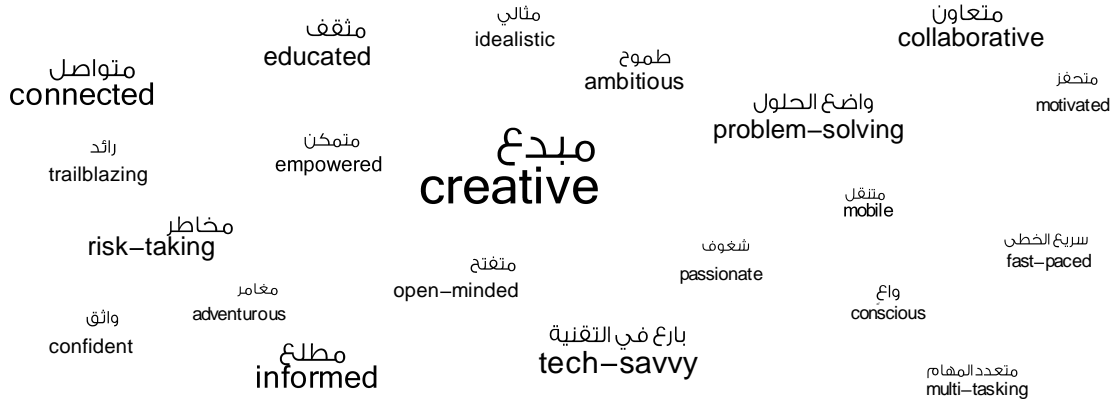 مثالي
idealistic
متعاون
collaborative
مثقف
educated
طموح
ambitious
متواصل
connected
متحفز
motivated
واضع الحلول
problem–solving
رائد
trailblazing
متمكن
empowered
مبدع
creative
متنقل
mobile
مخاطر
risk–taking
شغوف
passionate
سريع الخطى
fast–paced
متفتح
open–minded
مغامر
adventurous
واعٍ
conscious
واثق
confident
مطلع
informed
بارع في التقنية
tech–savvy
متعدد المهام
multi–tasking